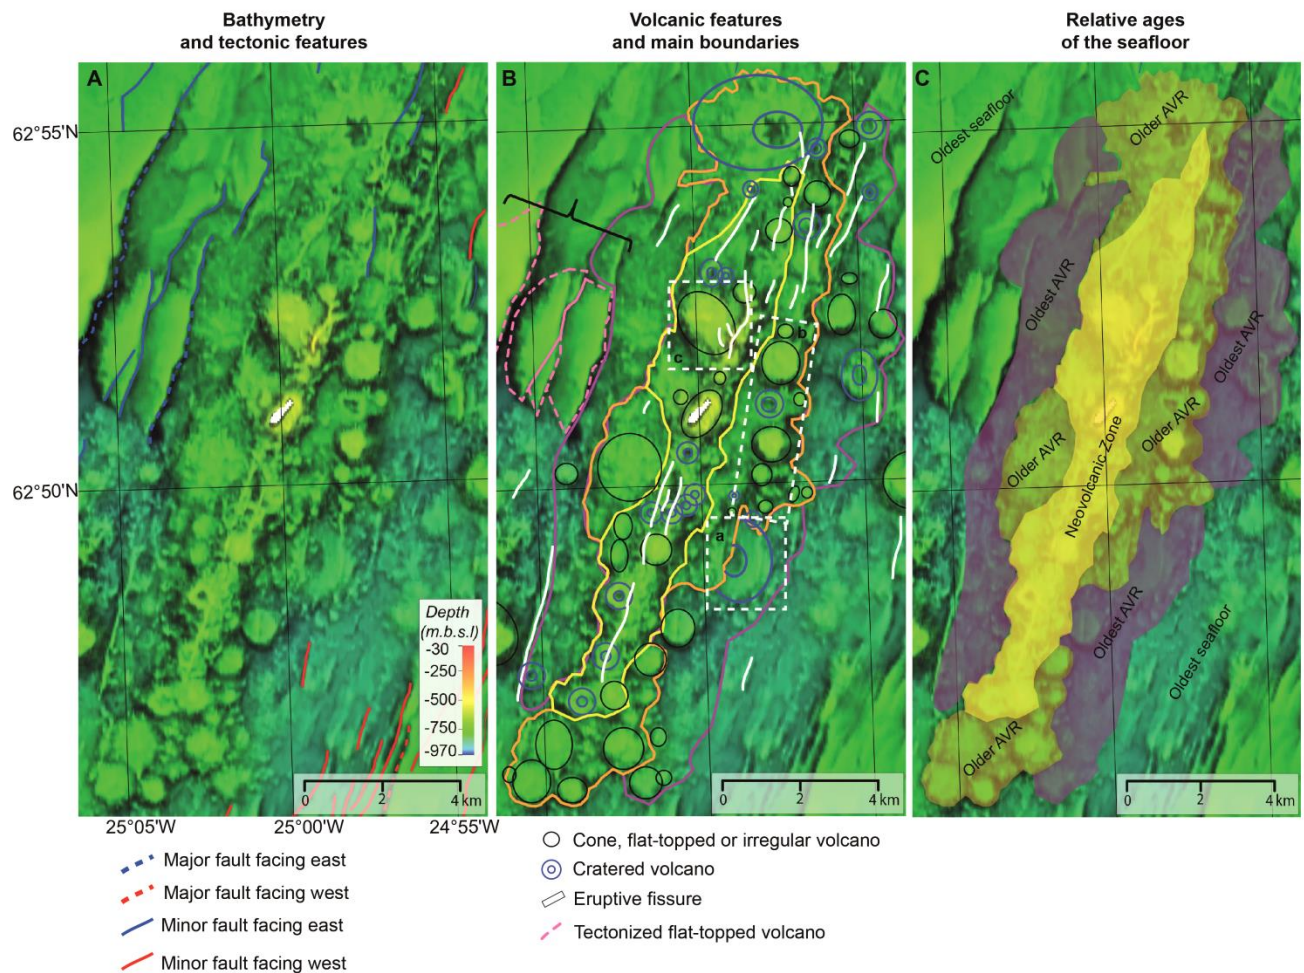 Bathymetry
and tectonic features
Volcanic features
and main boundaries
Relative ages
of the seafloor
A
B
C
62°55'N
62°50'N
c
b
a
Oldest seafloor
Older AVR
Oldest AVR
Oldest AVR
Older AVR
Older AVR
Neovolcanic Zone
Oldest AVR
Oldest seafloor
Older AVR
Depth
(m.b.s.l)
-30
-250
-500
-750
-970
0 2 4 km
0 2 4 km
0 2 4 km
25°05'W
25°00'W
24°55'W
Major fault facing east
Major fault facing west
Minor fault facing east
Minor fault facing west
Cone, flat-topped or irregular volcano
Cratered volcano
Eruptive fissure
Tectonized flat-topped volcano